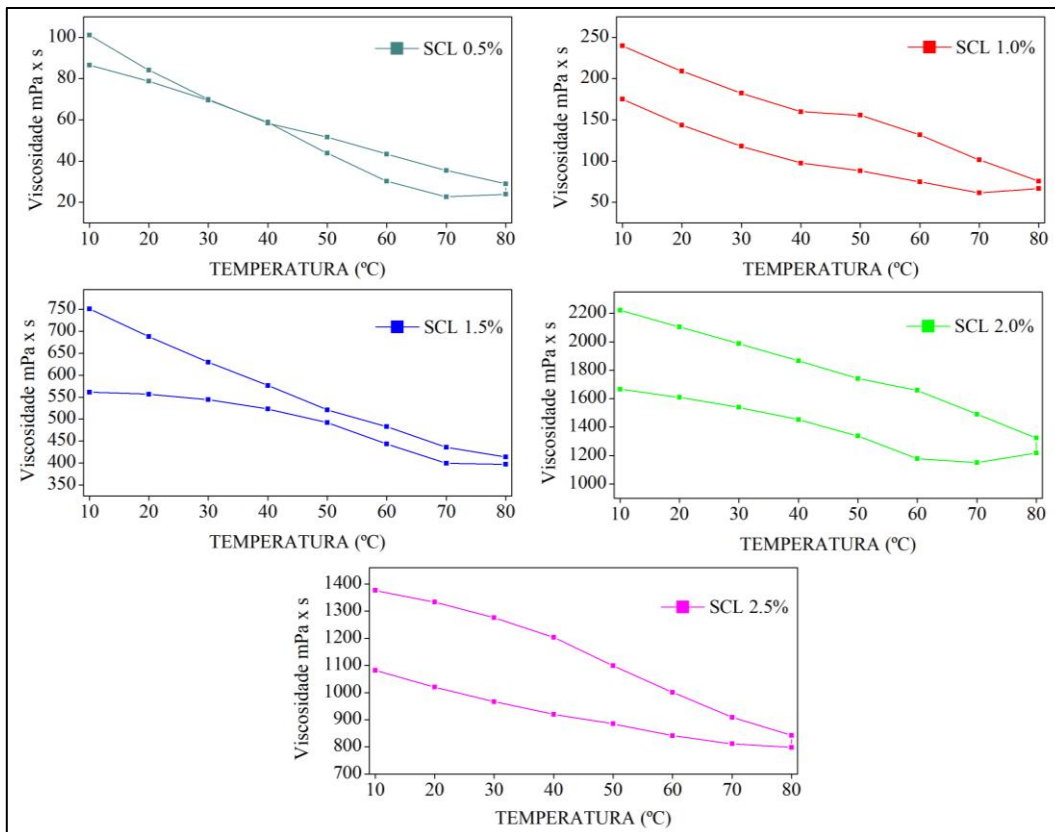 SCL 0.5%
Viscosidade mPa x s
100
80
60
40
20
10 20 30 40 50 60 70 80
TEMPERATURA (ºC)
SCL 1.0%
Viscosidade mPa x s
250
200
150
100
50
10 20 30 40 50 60 70 80
TEMPERATURA (ºC)
SCL 1.5%
Viscosidade mPa x s
750
700
650
600
550
500
450
400
350
10 20 30 40 50 60 70 80
TEMPERATURA (ºC)
SCL 2.0%
Viscosidade mPa x s
2200
2000
1800
1600
1400
1200
1000
10 20 30 40 50 60 70 80
TEMPERATURA (ºC)
SCL 2.5%
Viscosidade mPa x s
1400
1300
1200
1100
1000
900
800
700
10 20 30 40 50 60 70 80
TEMPERATURA (ºC)